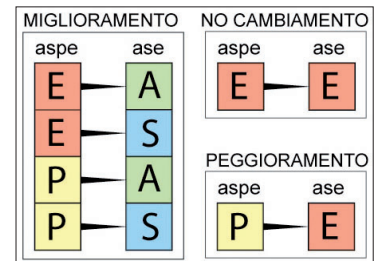 MIGLIORAMENTO
aspe ase
E A
E S
P A
P S
NO CAMBIAMENTO
aspe ase
E E
PEGGIORAMENTO
aspe ase
P E